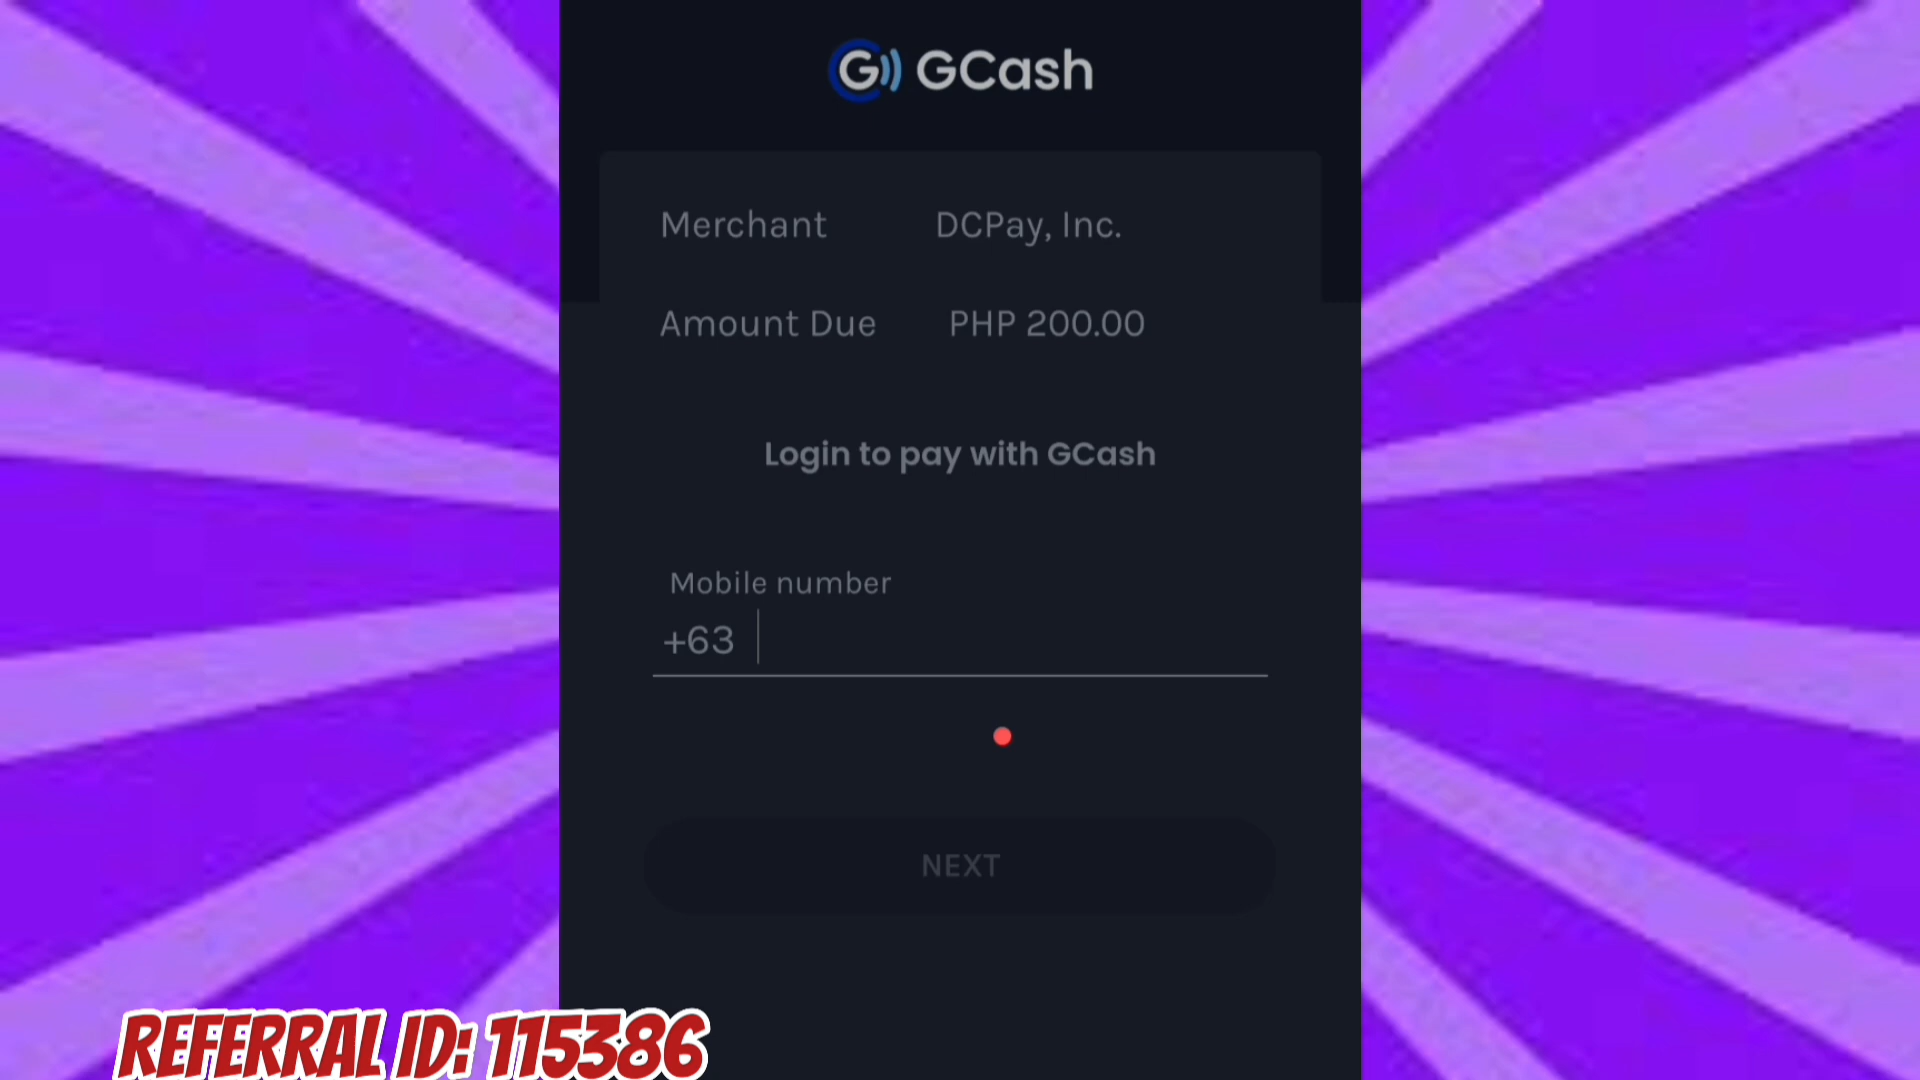 GCash
Merchant DCPay, Inc.
Amount Due PHP 200.00
Login to pay with GCash
Mobile number
+63
NEXT
REFERRAL ID: 115386